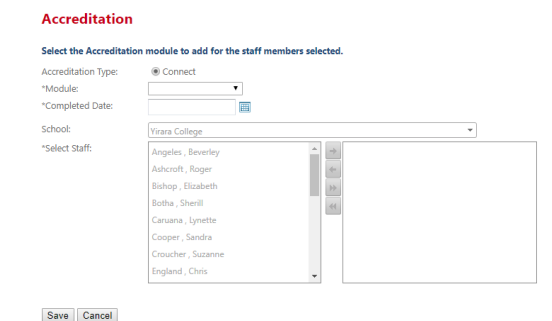 Accreditation
Select the Accreditation module to add for the staff members selected.
Accreditation Type:
Connect
*Module:
*Completed Date:
School:
Yirara College
*Select Staff:
Angeles , Beverley
Ashcroft , Roger
Bishop , Elizabeth
Botha , Sherill
Caruana , Lynette
Cooper , Sandra
Croucher , Suzanne
England , Chris
Save Cancel